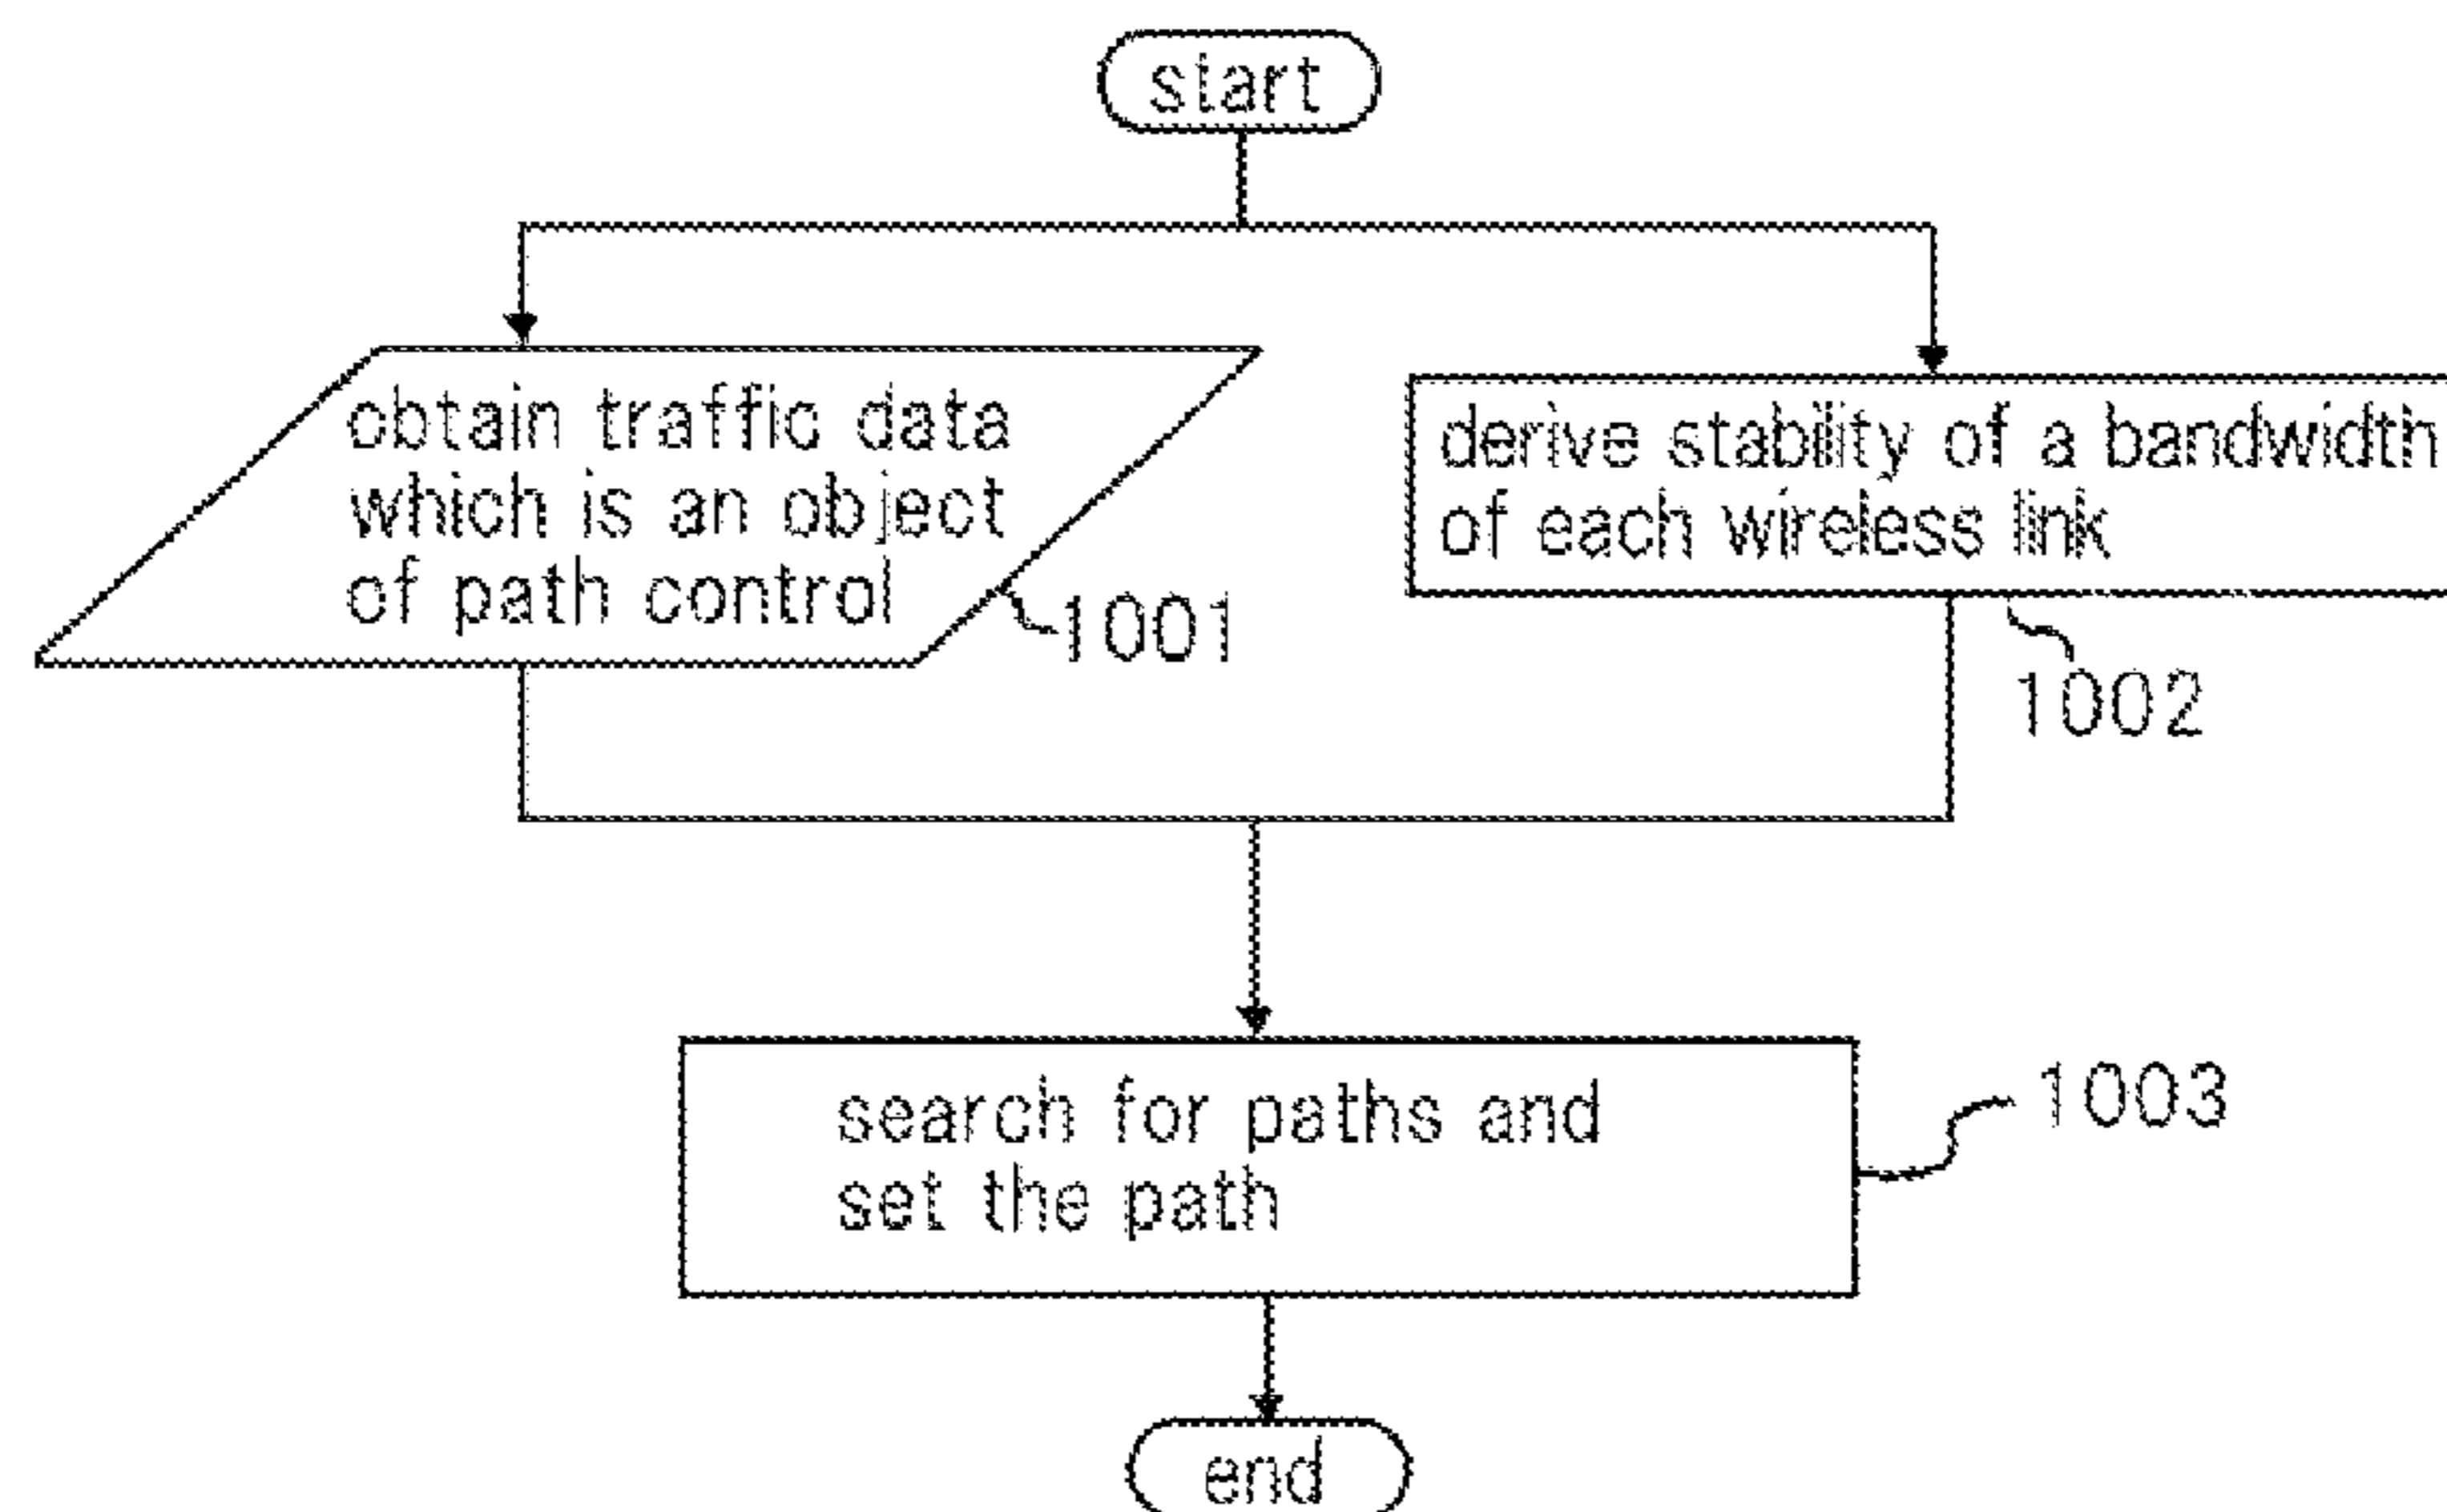 start
obtain traffic data
which is an object
of path control
1001
derive stability of a bandwidth
of each wireless link
1002
search for paths and
set the path
1003
end